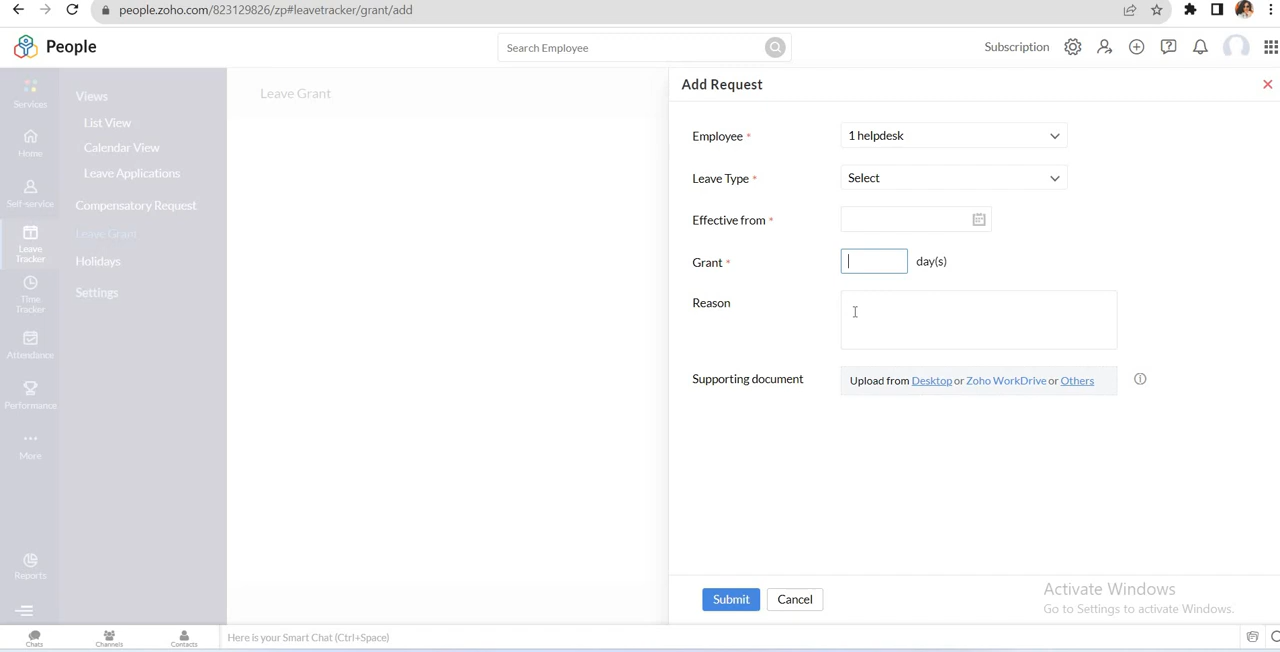 people.zoho.com/823129826/zp#leavetracker/grant/add
People
Search Employee
Subscription
Services
Home
Self-service
Leave
Tracker
Time
Tracker
Attendance
Performance
More
Reports
Views
List View
Calendar View
Leave Applications
Compensatory Request
Leave Grant
Holidays
Settings
Leave Grant
Add Request
Employee *
1 helpdesk
Leave Type *
Select
Effective from *
Grant *
day(s)
Reason
Supporting document
Upload from Desktop or Zoho WorkDrive or Others
Submit
Cancel
Activate Windows
Go to Settings to activate Windows.
Chats
Channels
Contacts
Here is your Smart Chat (Ctrl+Space)